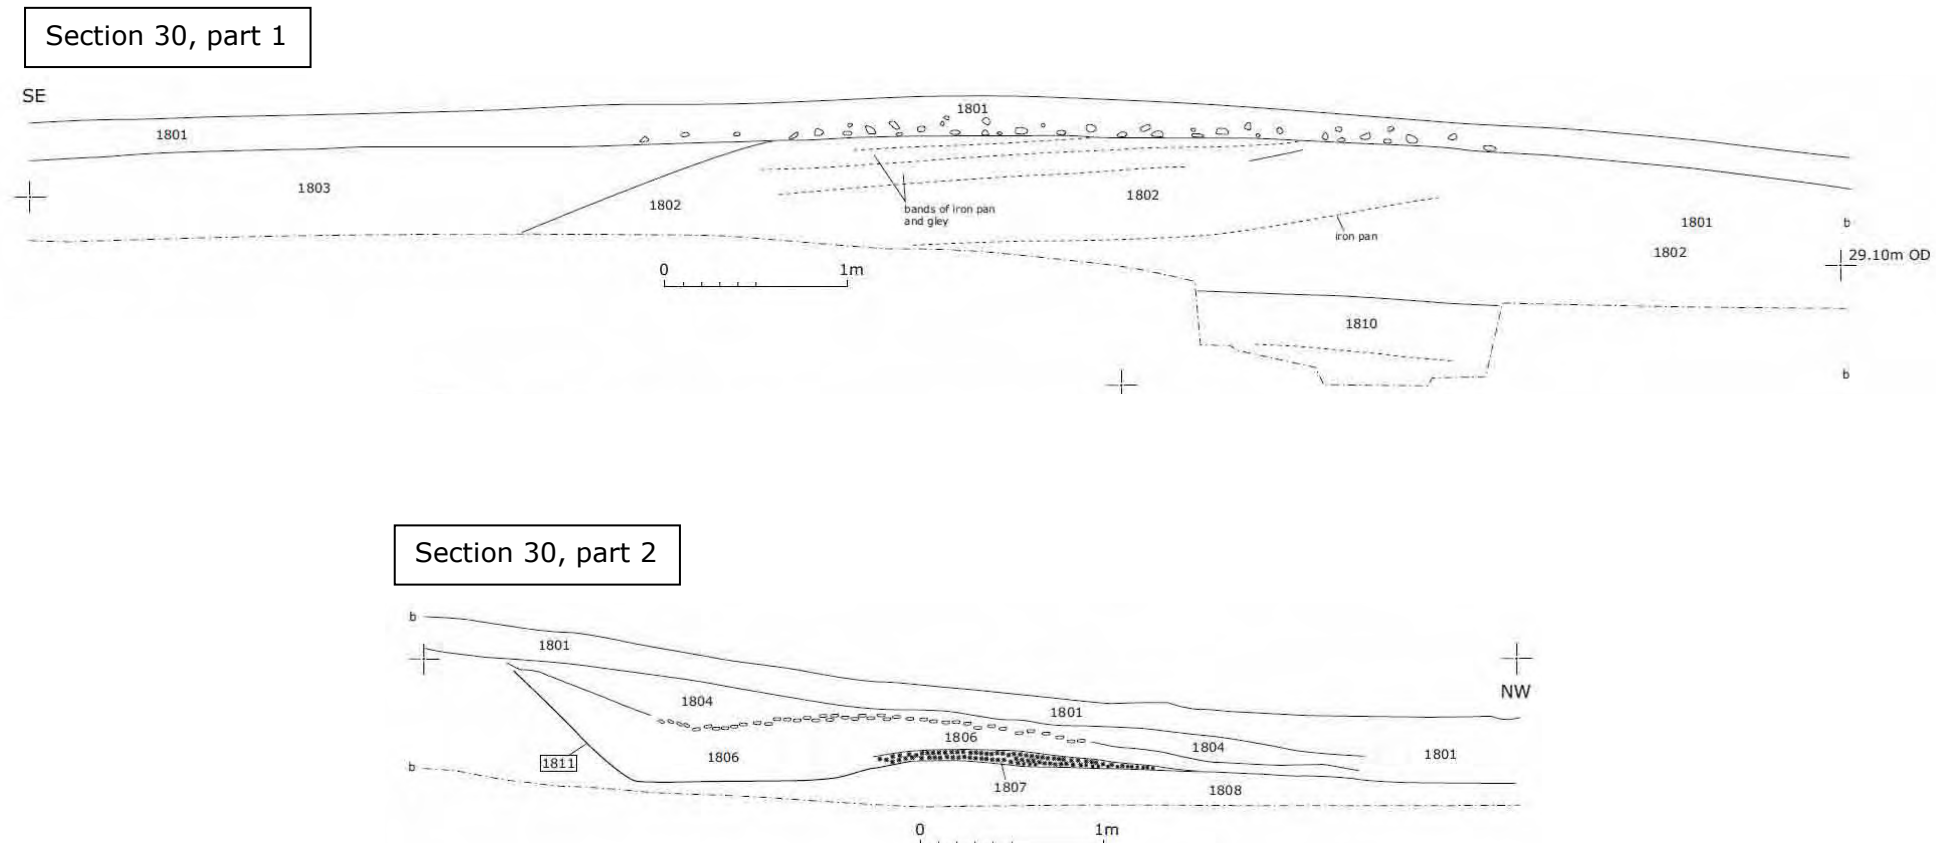 Section 30, part 1
SE
1801
1801
1803
1802
1802
bands of iron pan
and gley
iron pan
1801
b
1802
29.10m OD
0 1m
1810
b
Section 30, part 2
b
1801
NW
1804
1801
1806
1804
1801
1806
1811
b
1807
1808
0 1m